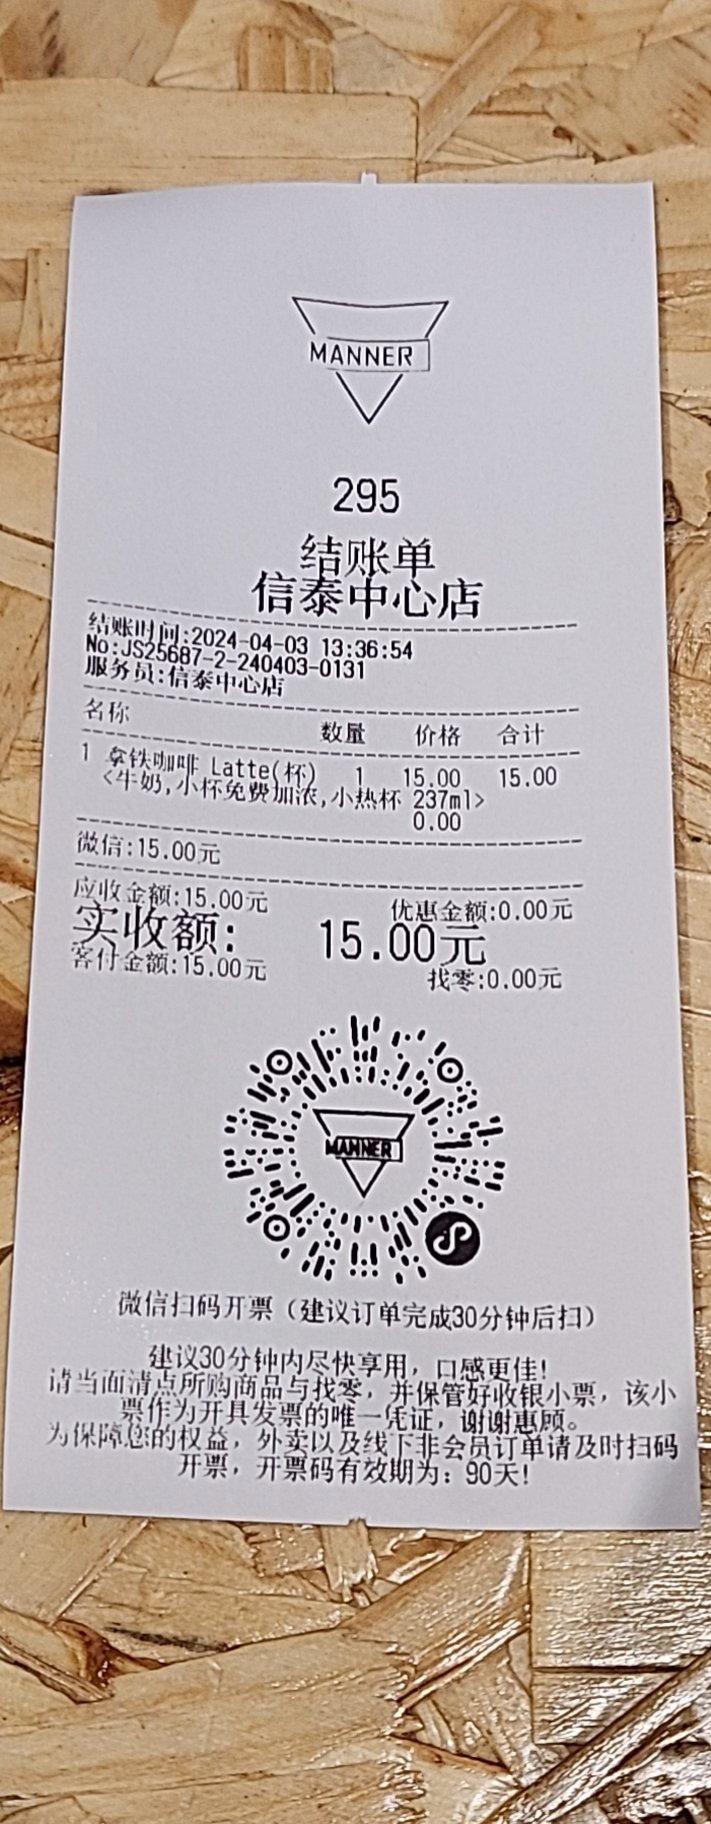 MANNER
295
结账单
信泰中心店
结账时间:2024-04-03 13:36:54
No:JS25687-2-240403-0131
服务员:信泰中心店
名称 数量 价格 合计
1 拿铁咖啡 Latte(杯) 1 15.00 15.00
<牛奶,小杯免费加浓,小热杯 237ml>
0.00
微信:15.00元
应收金额:15.00元 优惠金额:0.00元
实收额: 15.00元
客付金额:15.00元 找零:0.00元
MANNER
微信扫码开票（建议订单完成30分钟后扫）
建议30分钟内尽快享用，口感更佳!
请当面清点所购商品与找零，并保管好收银小票，该小
票作为开具发票的唯一凭证，谢谢惠顾。
为保障您的权益，外卖以及线下非会员订单请及时扫码
开票，开票码有效期为：90天!